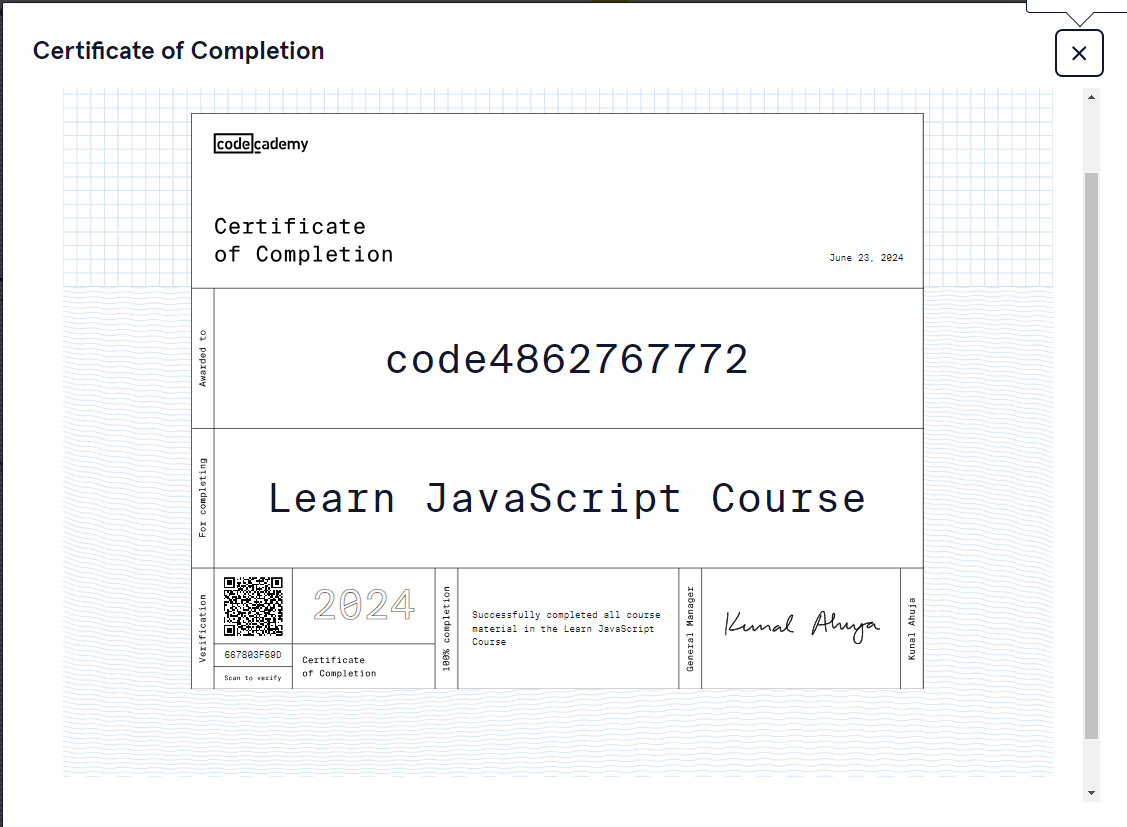 Certificate of Completion
codecademy
Certificate
of Completion
June 23, 2024
Awarded to
code4862767772
For completing
Learn JavaScript Course
Verification
667803F69D
Scan to verify
2024
Certificate
of Completion
100% completion
Successfully completed all course
material in the Learn JavaScript
Course
General Manager
Kunal Ahuja
Kunal Ahuja